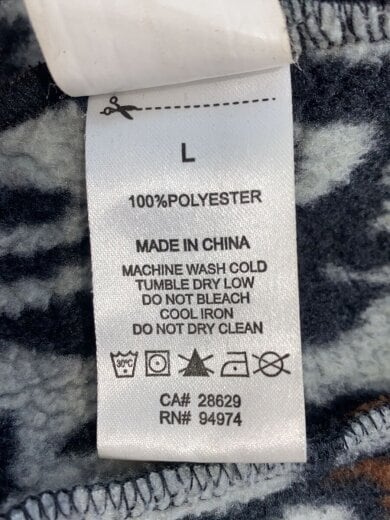 L
100%POLYESTER
MADE IN CHINA
MACHINE WASH COLD
TUMBLE DRY LOW
DO NOT BLEACH
COOL IRON
DO NOT DRY CLEAN
30°C
CA# 28629
RN# 94974